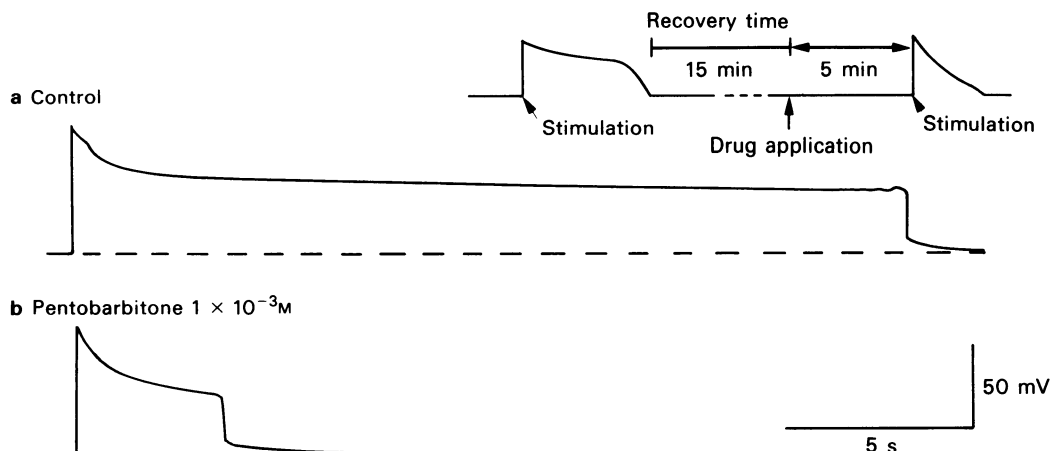 Recovery time
15 min 5 min
a Control
Stimulation
Stimulation
Drug application
b Pentobarbitone 1 × 10⁻³M
50 mV
5 s